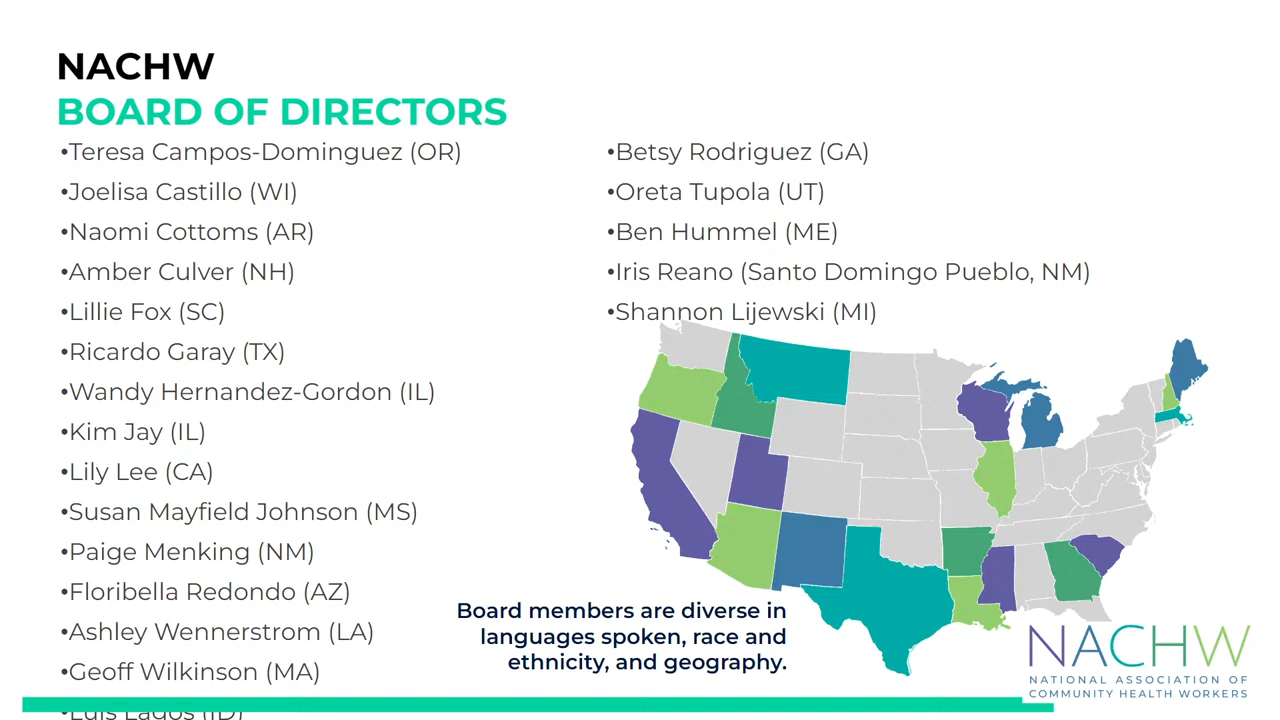 NACHW
BOARD OF DIRECTORS
•Teresa Campos-Dominguez (OR)
•Joelisa Castillo (WI)
•Naomi Cottoms (AR)
•Amber Culver (NH)
•Lillie Fox (SC)
•Ricardo Garay (TX)
•Wandy Hernandez-Gordon (IL)
•Kim Jay (IL)
•Lily Lee (CA)
•Susan Mayfield Johnson (MS)
•Paige Menking (NM)
•Floribella Redondo (AZ)
•Ashley Wennerstrom (LA)
•Geoff Wilkinson (MA)
•Betsy Rodriguez (GA)
•Oreta Tupola (UT)
•Ben Hummel (ME)
•Iris Reano (Santo Domingo Pueblo, NM)
•Shannon Lijewski (MI)
Board members are diverse in
languages spoken, race and
ethnicity, and geography.
NACHW
NATIONAL ASSOCIATION OF
COMMUNITY HEALTH WORKERS